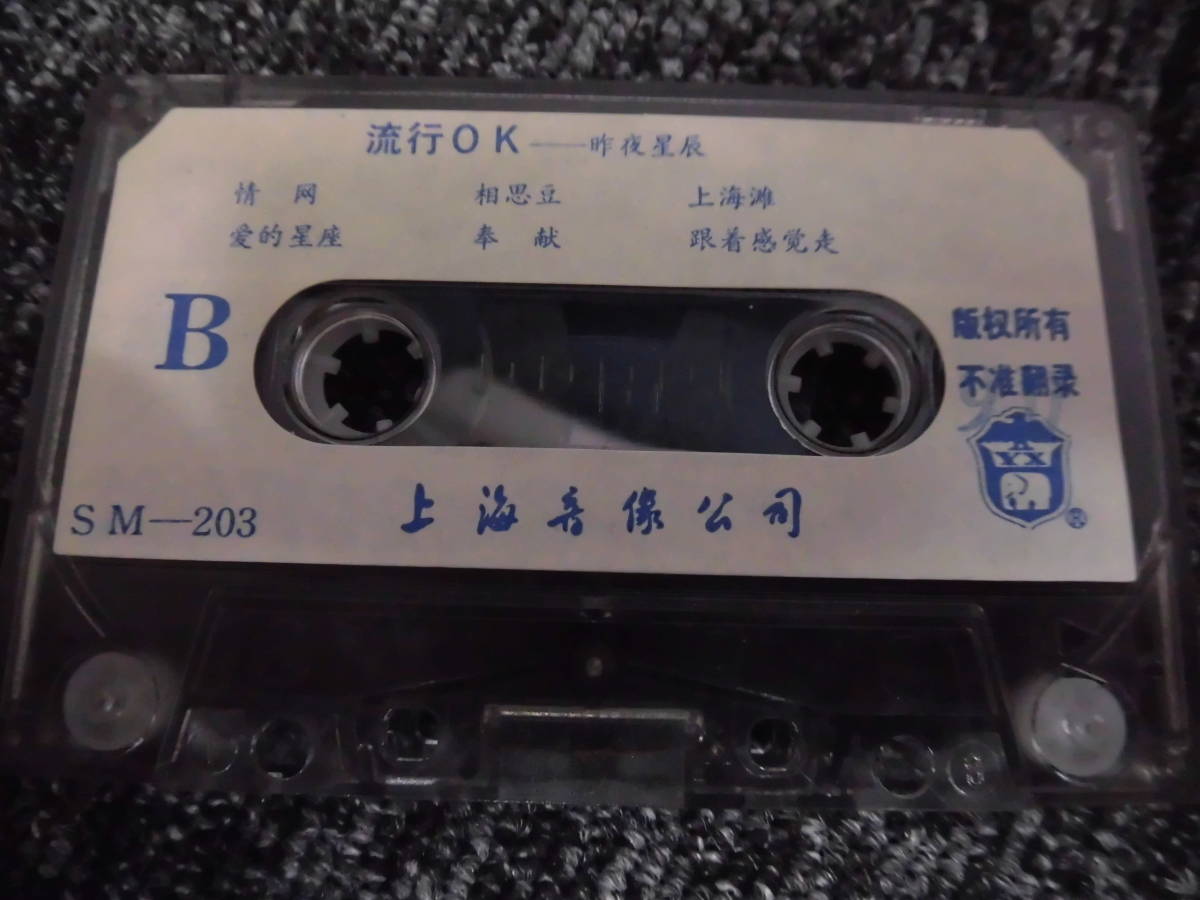 流行OK——昨夜星辰
情 网 相思豆 上海滩
爱的星座 奉 献 跟着感觉走
B
版权所有
不准翻录
XX
®
SM—203
上海音像公司